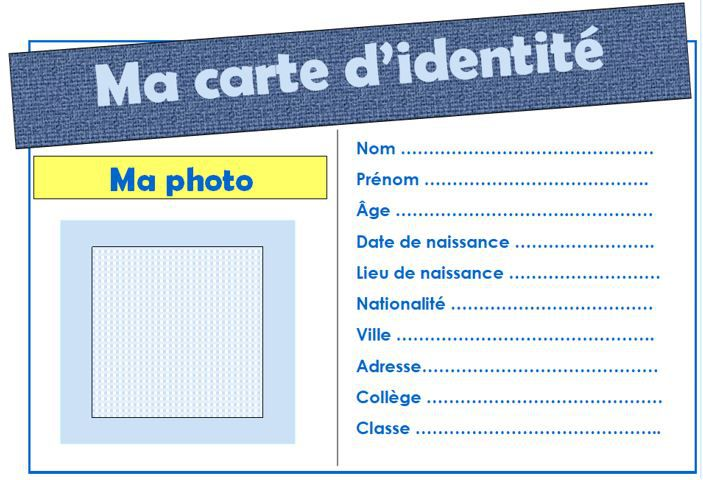 Ma carte d'identité
Ma photo
Nom ………………………………………
Prénom ………………………………….
Âge ………………………….……………
Date de naissance …………………….
Lieu de naissance ………………………
Nationalité ………………………………
Ville ……………………………………….
Adresse……………………………………
Collège ……………………………………
Classe ……………………………………..